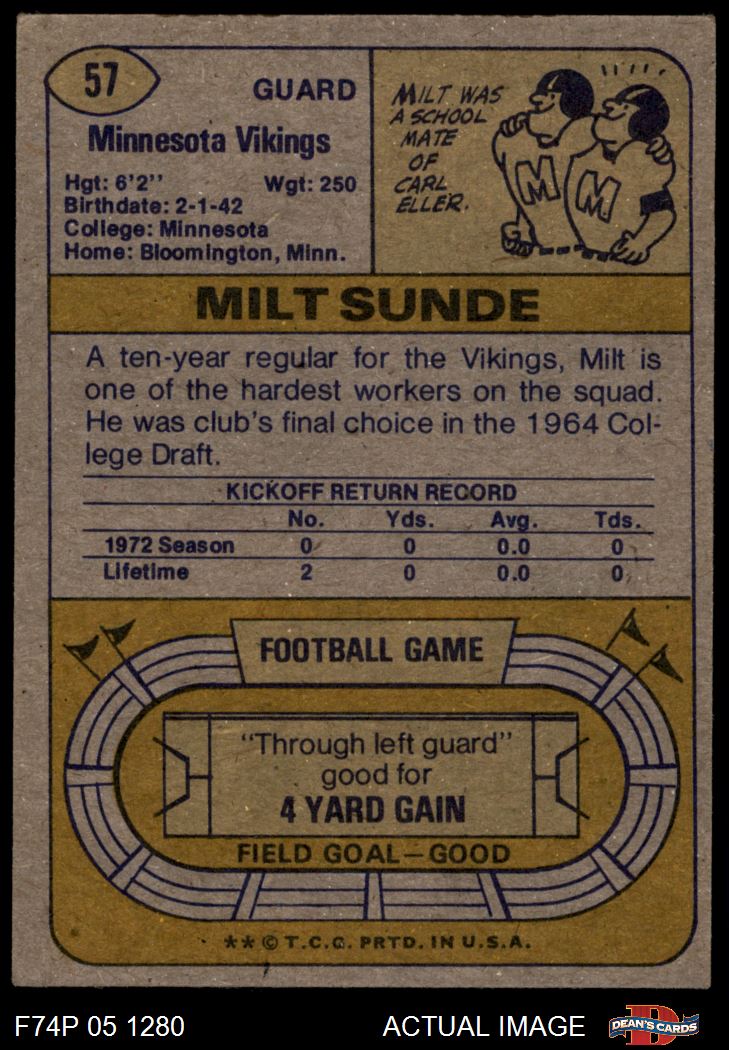 57
GUARD
Minnesota Vikings
Hgt: 6'2'' Wgt: 250
Birthdate: 2-1-42
College: Minnesota
Home: Bloomington, Minn.
MILT WAS
A SCHOOL
MATE
OF
CARL
ELLER.
M M
MILT SUNDE
A ten-year regular for the Vikings, Milt is
one of the hardest workers on the squad.
He was club's final choice in the 1964 Col-
lege Draft.
KICKOFF RETURN RECORD
No. Yds. Avg. Tds.
1972 Season 0 0 0.0 0
Lifetime 2 0 0.0 0
FOOTBALL GAME
"Through left guard"
good for
4 YARD GAIN
FIELD GOAL—GOOD
** © T.C.G. PRTD. IN U.S.A.
F74P 05 1280 ACTUAL IMAGE
D
DEAN'S CARDS